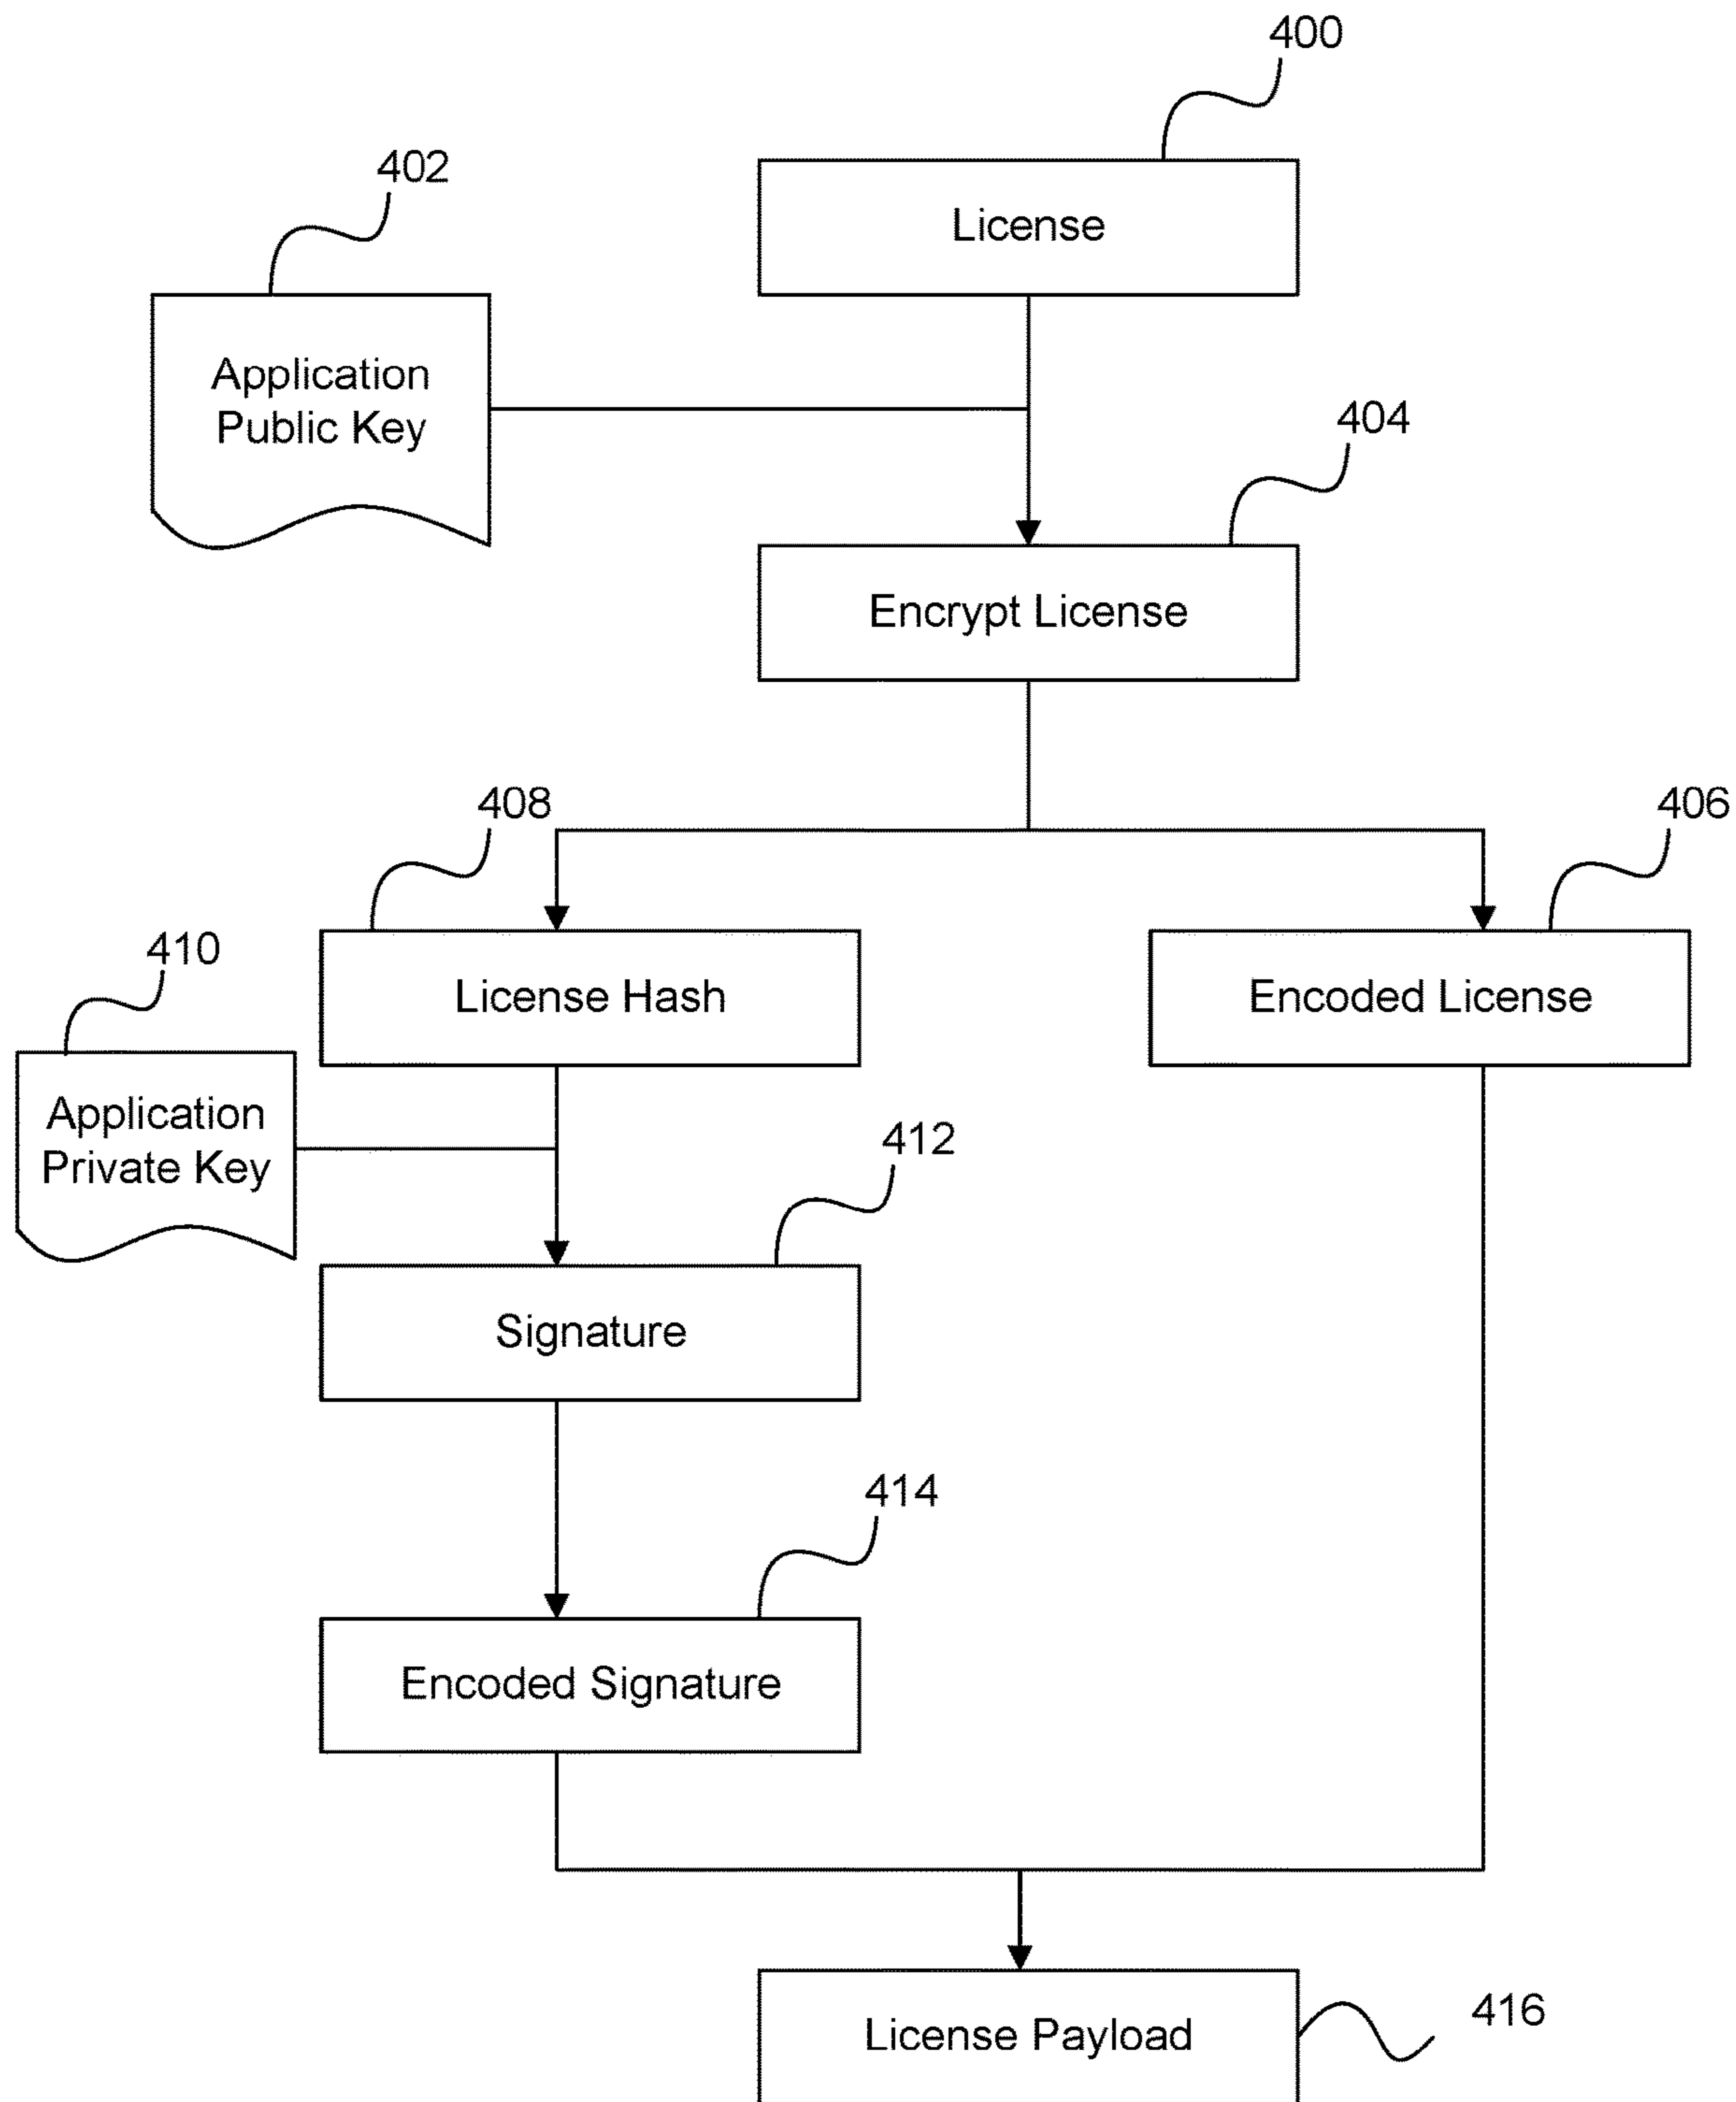 400
402
License
Application
Public Key
404
Encrypt License
408
406
410
License Hash
Encoded License
Application
Private Key
412
Signature
414
Encoded Signature
416
License Payload